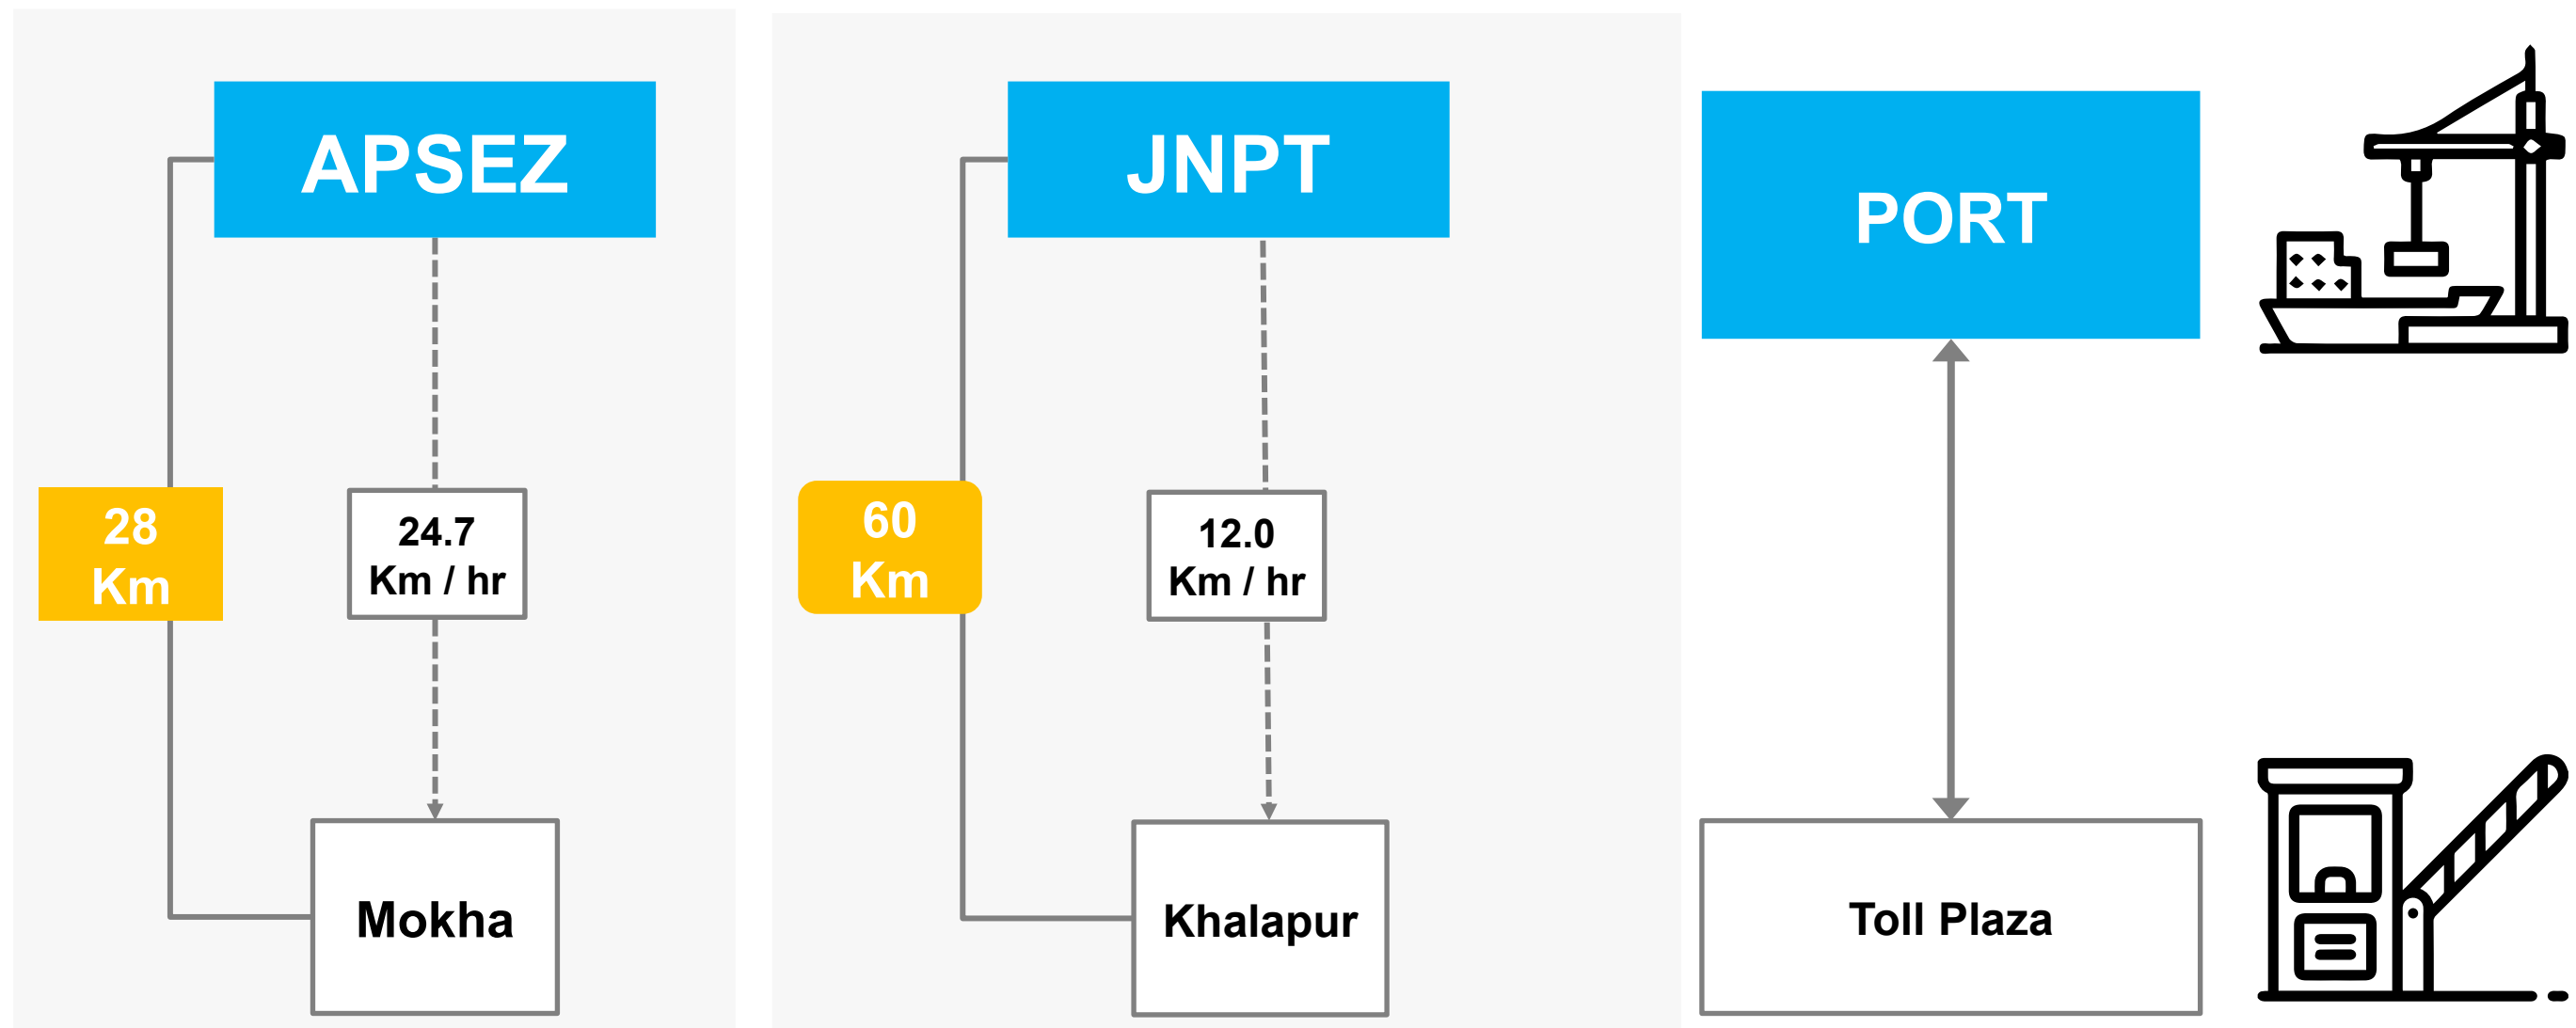 APSEZ
28
Km
24.7
Km / hr
Mokha
JNPT
60
Km
12.0
Km / hr
Khalapur
PORT
Toll Plaza